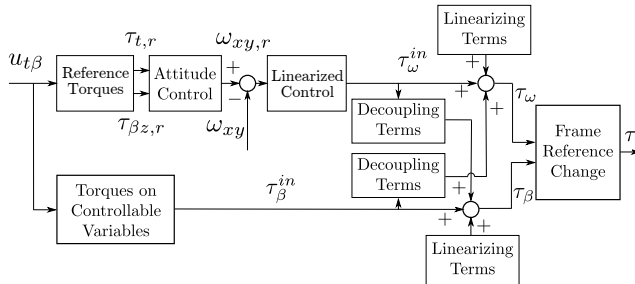 u_{tβ}
Reference
Torques
τ_{t,r}
τ_{βz,r}
Attitude
Control
ω_{xy,r}
+
−
ω_{xy}
Linearized
Control
τ_ω^{in}
Linearizing
Terms
+
+
+
τ_ω
Decoupling
Terms
Decoupling
Terms
Torques on
Controllable
Variables
τ_β^{in}
+
+
+
τ_β
Linearizing
Terms
Frame
Reference
Change
τ